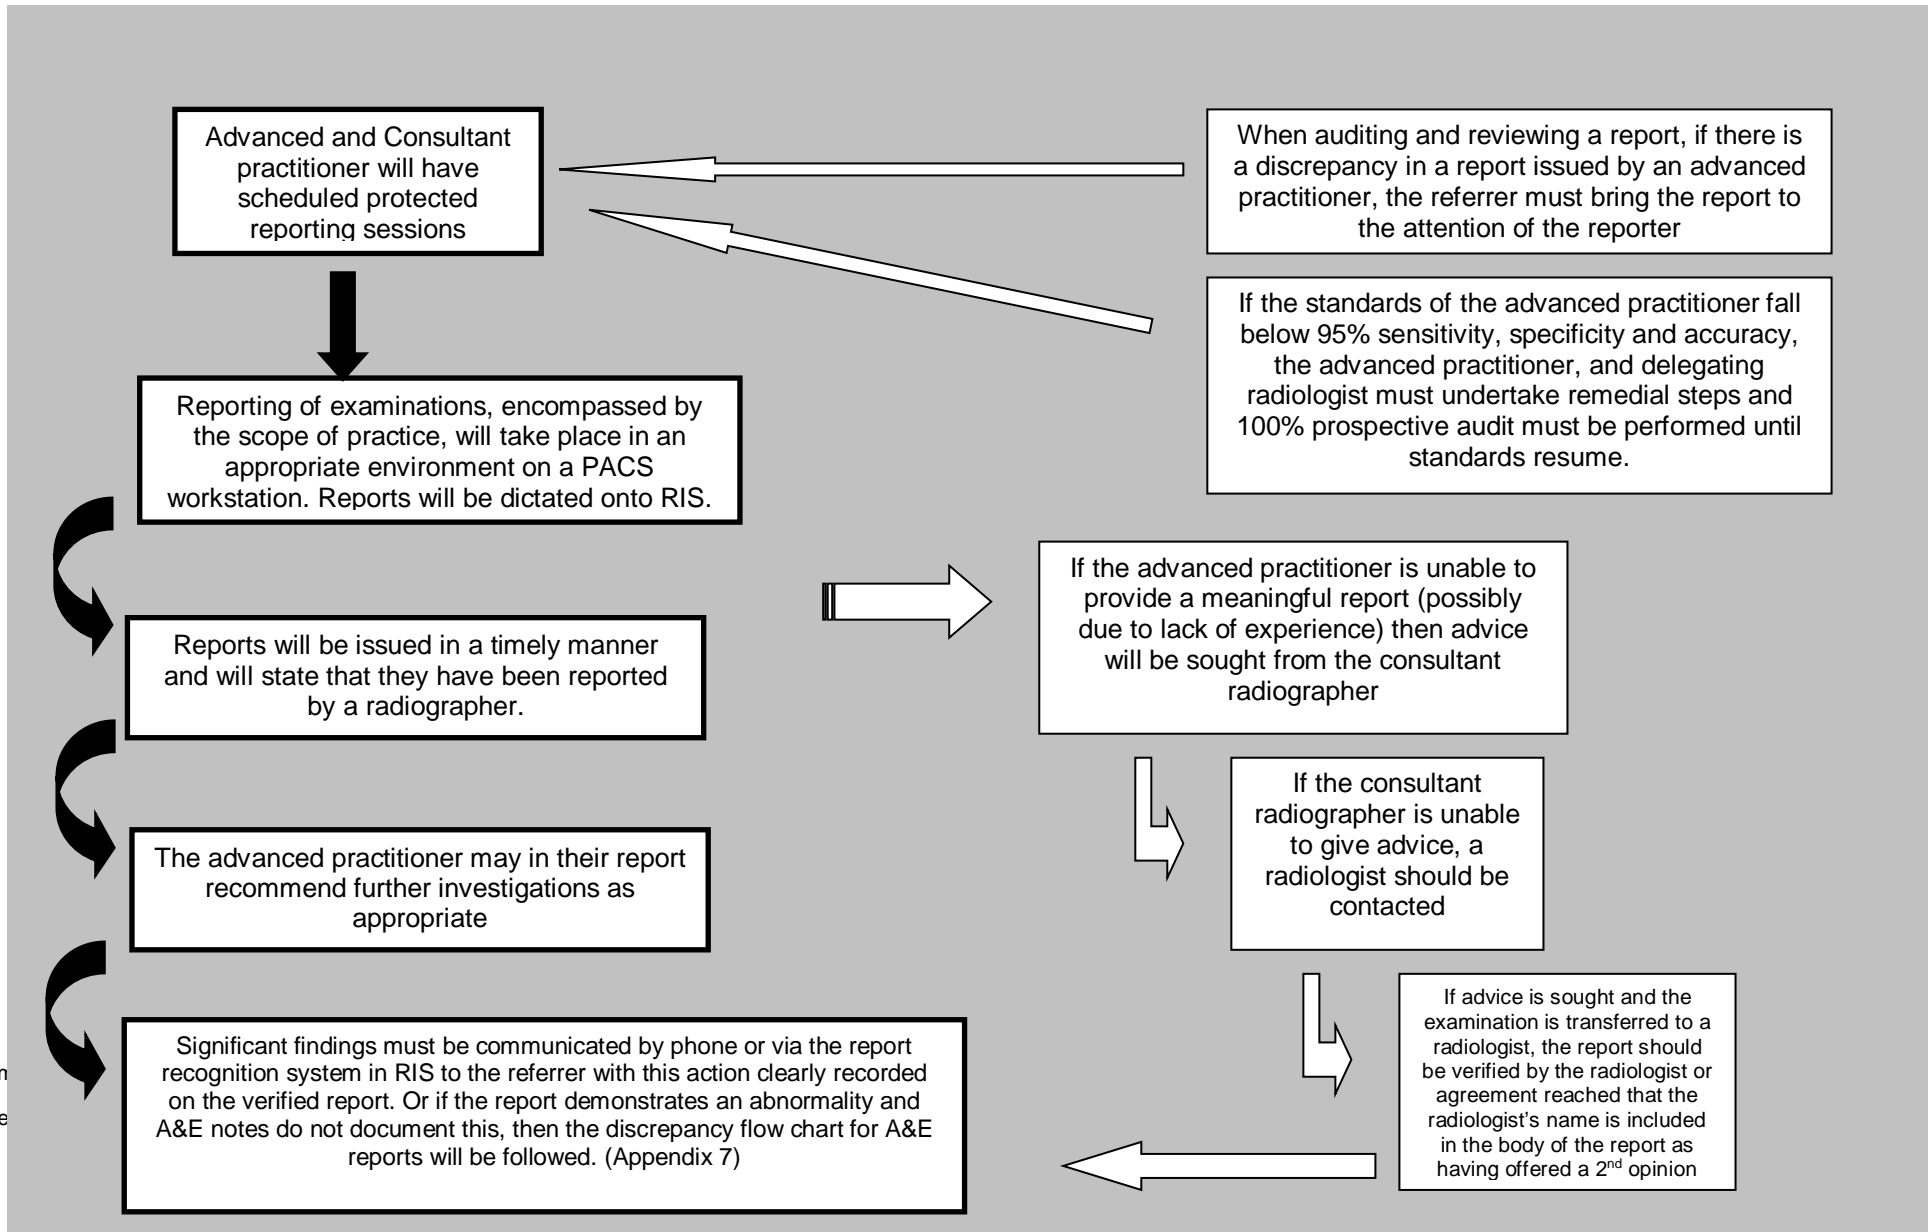 Advanced and Consultant
practitioner will have
scheduled protected
reporting sessions
When auditing and reviewing a report, if there is
a discrepancy in a report issued by an advanced
practitioner, the referrer must bring the report to
the attention of the reporter
If the standards of the advanced practitioner fall
below 95% sensitivity, specificity and accuracy,
the advanced practitioner, and delegating
radiologist must undertake remedial steps and
100% prospective audit must be performed until
standards resume.
Reporting of examinations, encompassed by
the scope of practice, will take place in an
appropriate environment on a PACS
workstation. Reports will be dictated onto RIS.
Reports will be issued in a timely manner
and will state that they have been reported
by a radiographer.
If the advanced practitioner is unable to
provide a meaningful report (possibly
due to lack of experience) then advice
will be sought from the consultant
radiographer
If the consultant
radiographer is unable
to give advice, a
radiologist should be
contacted
The advanced practitioner may in their report
recommend further investigations as
appropriate
If advice is sought and the
examination is transferred to a
radiologist, the report should
be verified by the radiologist or
agreement reached that the
radiologist's name is included
in the body of the report as
having offered a 2nd opinion
Significant findings must be communicated by phone or via the report
recognition system in RIS to the referrer with this action clearly recorded
on the verified report. Or if the report demonstrates an abnormality and
A&E notes do not document this, then the discrepancy flow chart for A&E
reports will be followed. (Appendix 7)